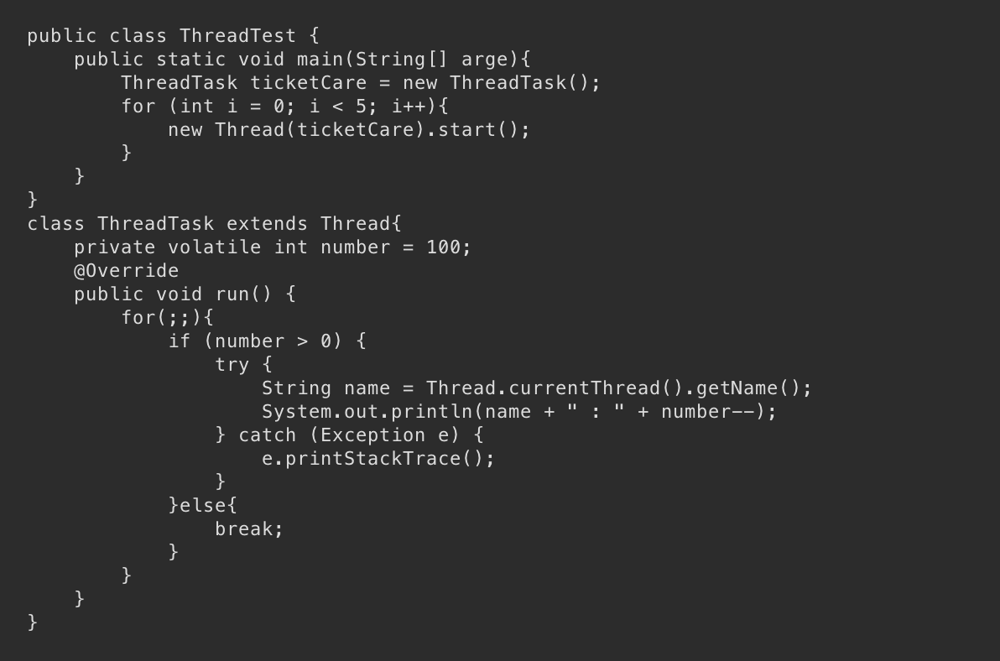 public class ThreadTest {
    public static void main(String[] arge){
        ThreadTask ticketCare = new ThreadTask();
        for (int i = 0; i < 5; i++){
            new Thread(ticketCare).start();
        }
    }
}
class ThreadTask extends Thread{
    private volatile int number = 100;
    @Override
    public void run() {
        for(;;){
            if (number > 0) {
                try {
                    String name = Thread.currentThread().getName();
                    System.out.println(name + " : " + number--);
                } catch (Exception e) {
                    e.printStackTrace();
                }
            }else{
                break;
            }
        }
    }
}